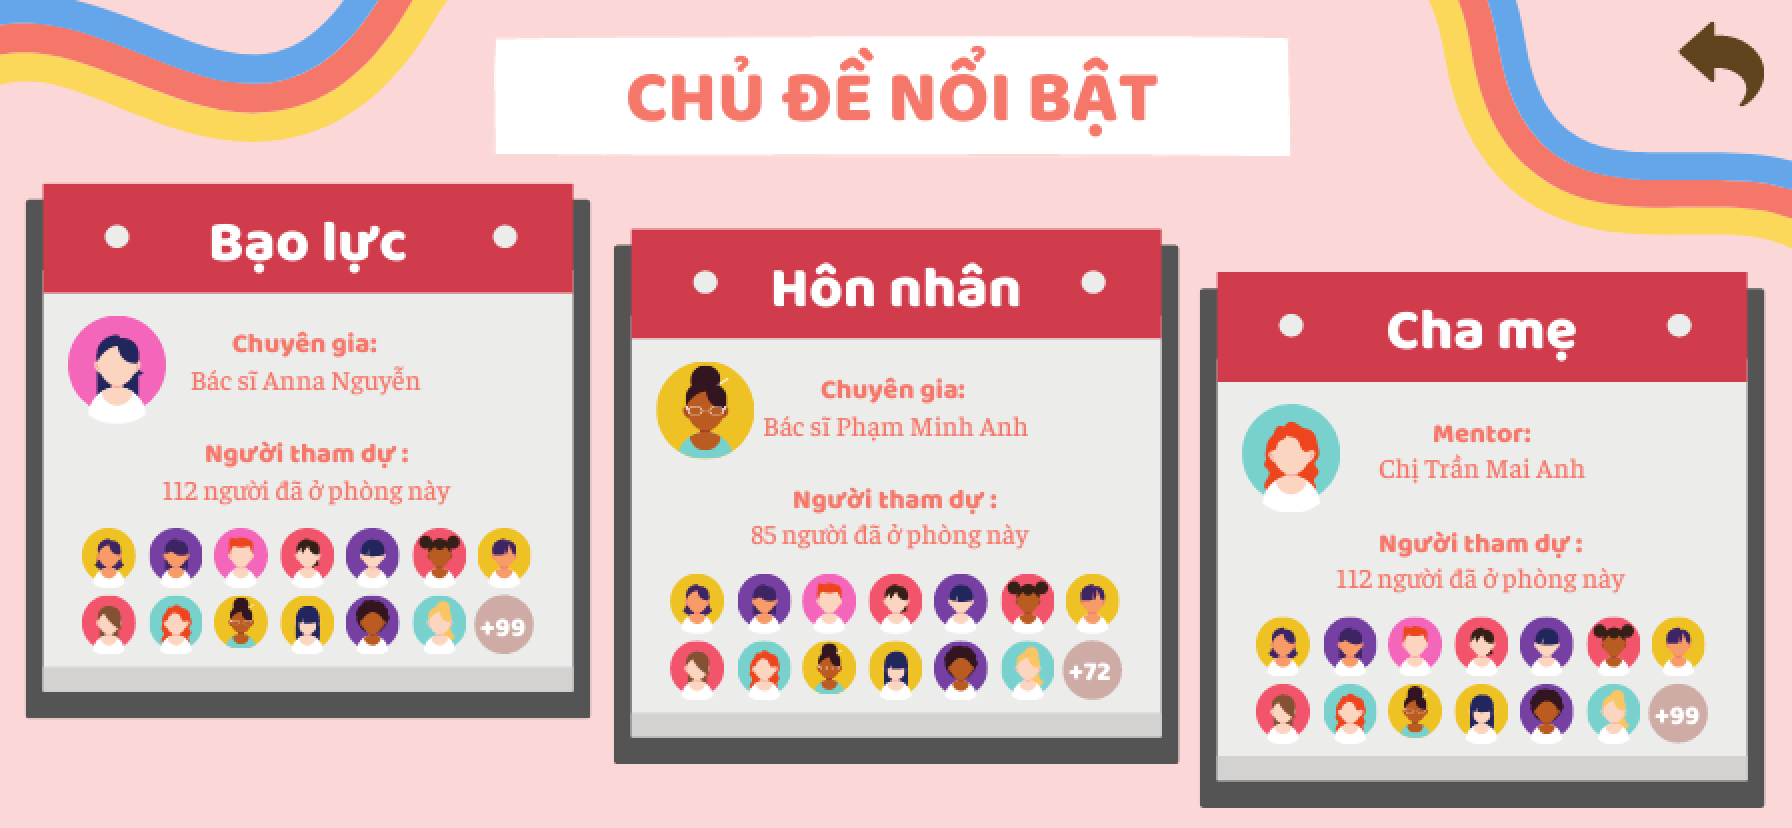 CHỦ ĐỀ NỔI BẬT
Bạo lực
Chuyên gia:
Bác sĩ Anna Nguyễn
Người tham dự :
112 người đã ở phòng này
+99
Hôn nhân
Chuyên gia:
Bác sĩ Phạm Minh Anh
Người tham dự :
85 người đã ở phòng này
+72
Cha mẹ
Mentor:
Chị Trần Mai Anh
Người tham dự :
112 người đã ở phòng này
+99